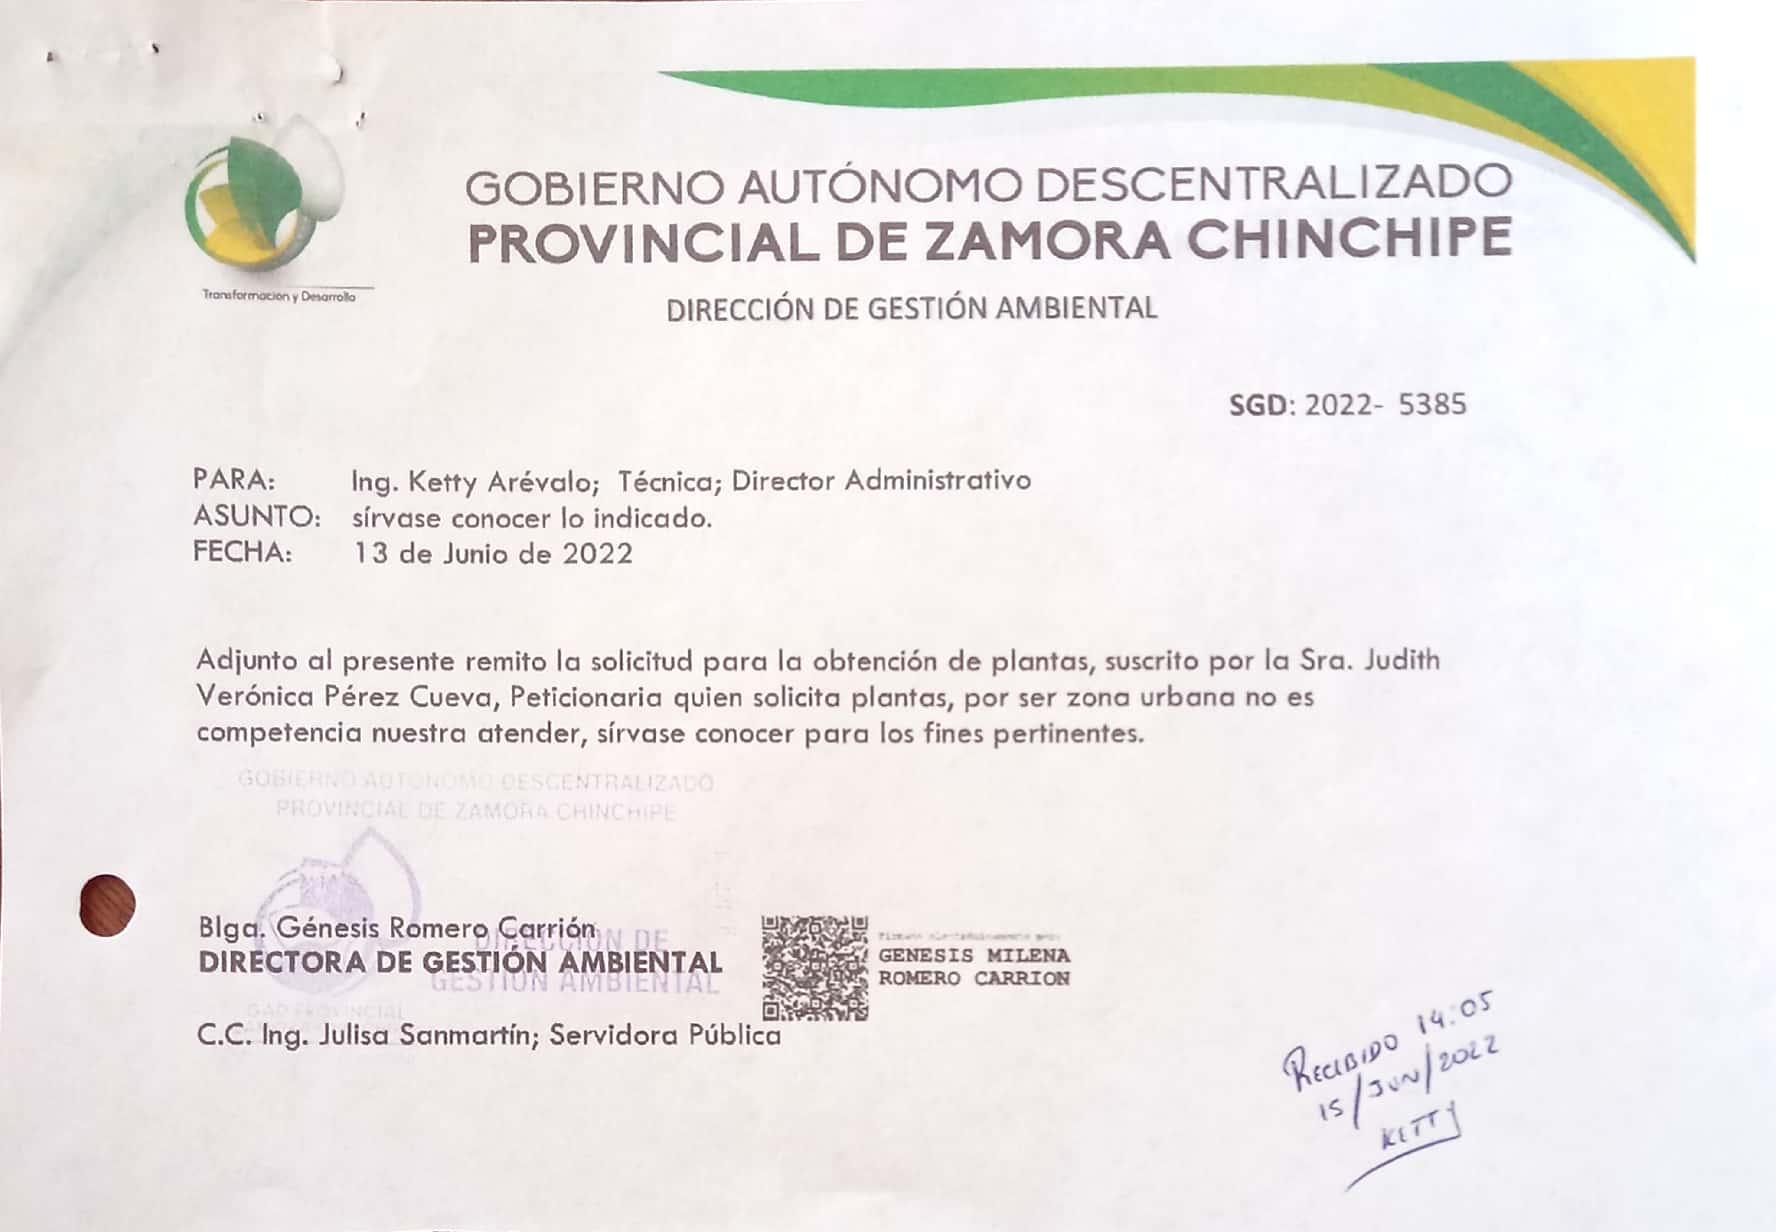 GOBIERNO AUTÓNOMO DESCENTRALIZADO
PROVINCIAL DE ZAMORA CHINCHIPE
Transformación y Desarrollo
DIRECCIÓN DE GESTIÓN AMBIENTAL
SGD: 2022- 5385
PARA: Ing. Ketty Arévalo; Técnica; Director Administrativo
ASUNTO: sírvase conocer lo indicado.
FECHA: 13 de Junio de 2022
Adjunto al presente remito la solicitud para la obtención de plantas, suscrito por la Sra. Judith
Verónica Pérez Cueva, Peticionaria quien solicita plantas, por ser zona urbana no es
competencia nuestra atender, sírvase conocer para los fines pertinentes.
GOBIERNO AUTONOMO DESCENTRALIZADO
PROVINCIAL DE ZAMORA CHINCHIPE
Blga. Génesis Romero Carrión
DIRECTORA DE GESTIÓN AMBIENTAL
DIRECCIÓN DE
GESTIÓN AMBIENTAL
GAD PROVINCIAL
GENESIS MILENA
ROMERO CARRION
C.C. Ing. Julisa Sanmartín; Servidora Pública
RECIBIDO 14:05
15/JUN/2022
KETTY